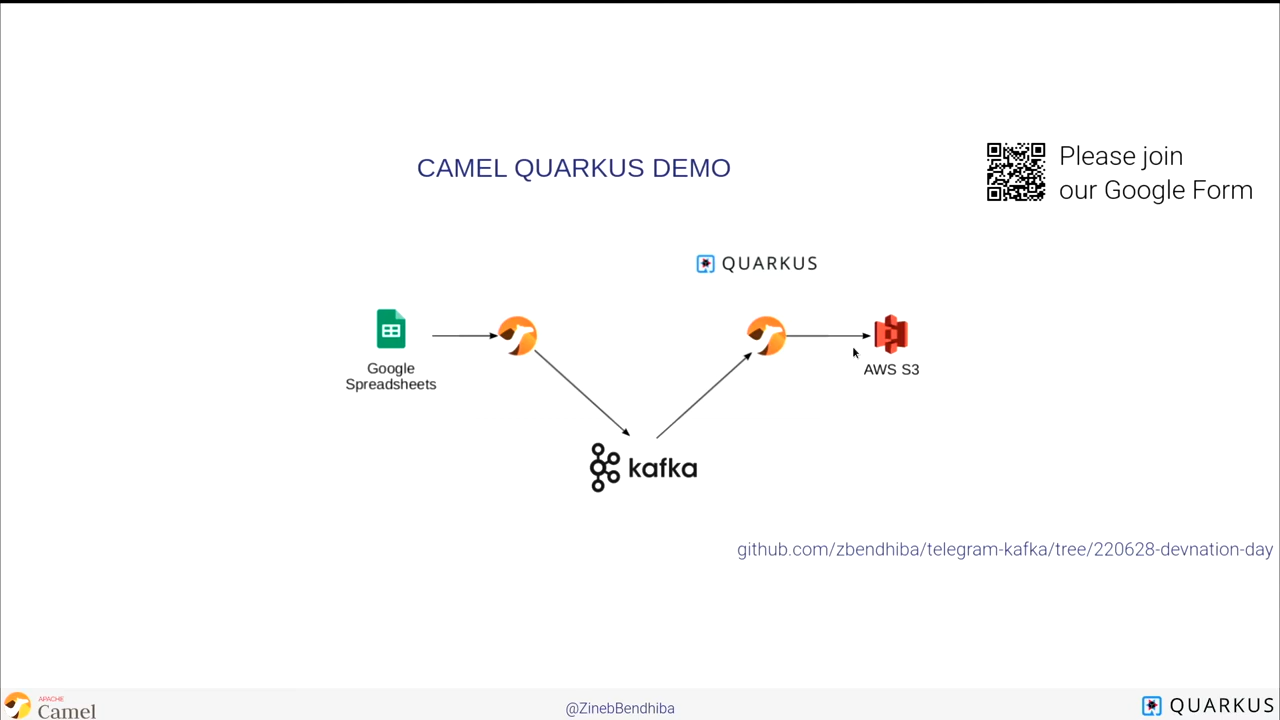 CAMEL QUARKUS DEMO
Please join
our Google Form
QUARKUS
Google
Spreadsheets
AWS S3
kafka
github.com/zbendhiba/telegram-kafka/tree/220628-devnation-day
APACHE
Camel
@ZinebBendhiba
QUARKUS